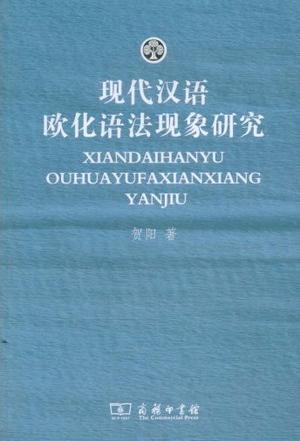 现代汉语
欧化语法现象研究
XIANDAIHANYU
OUHUAYUFAXIANXIANG
YANJIU
贺阳 著
商务印书馆
The Commercial Press